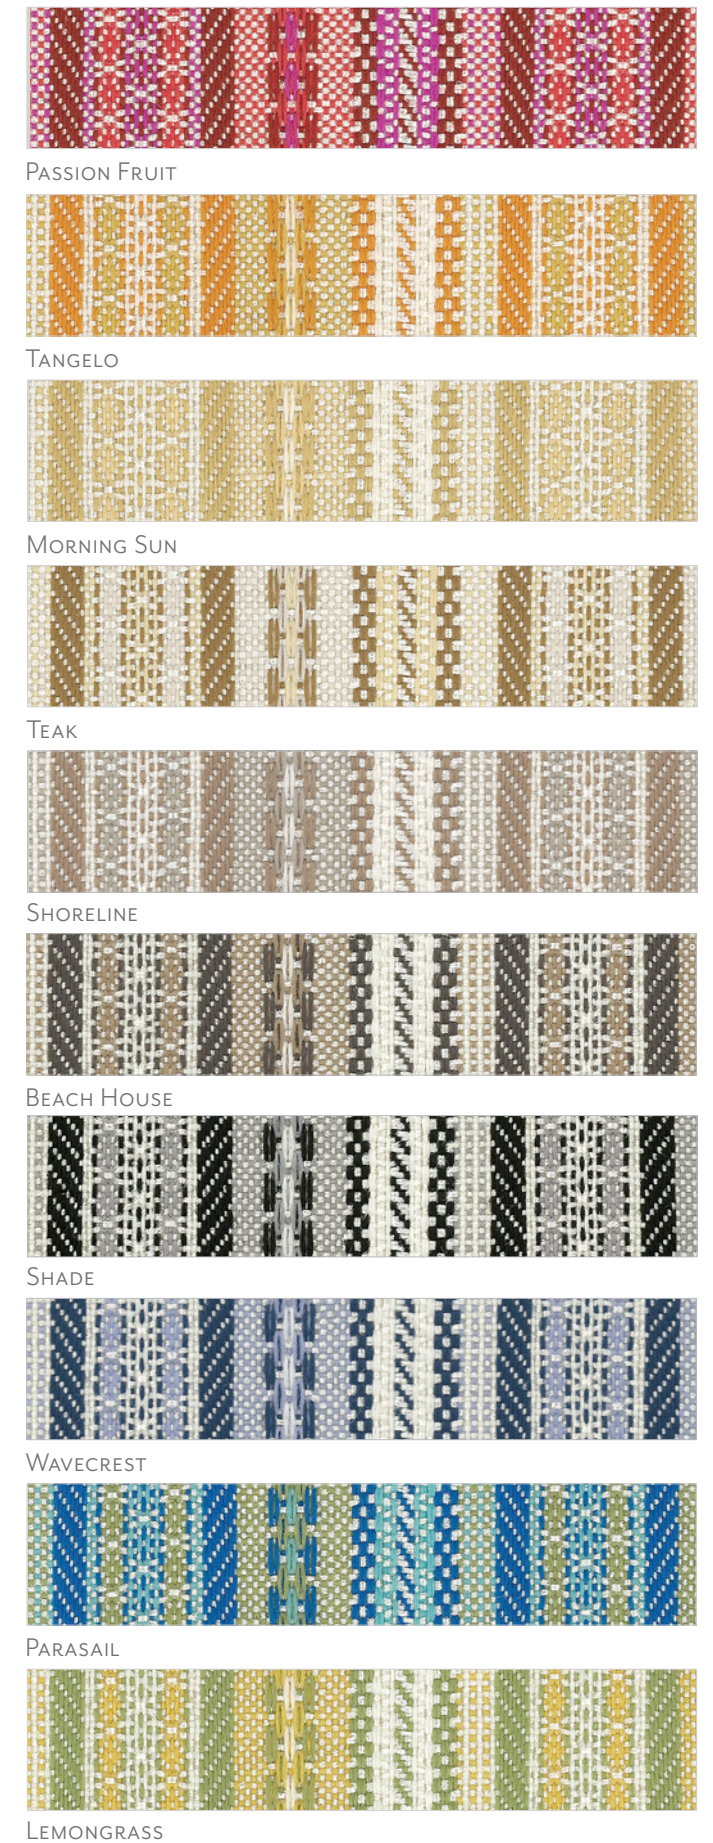 Passion Fruit
Tangelo
Morning Sun
Teak
Shoreline
Beach House
Shade
Wavecrest
Parasail
Lemongrass